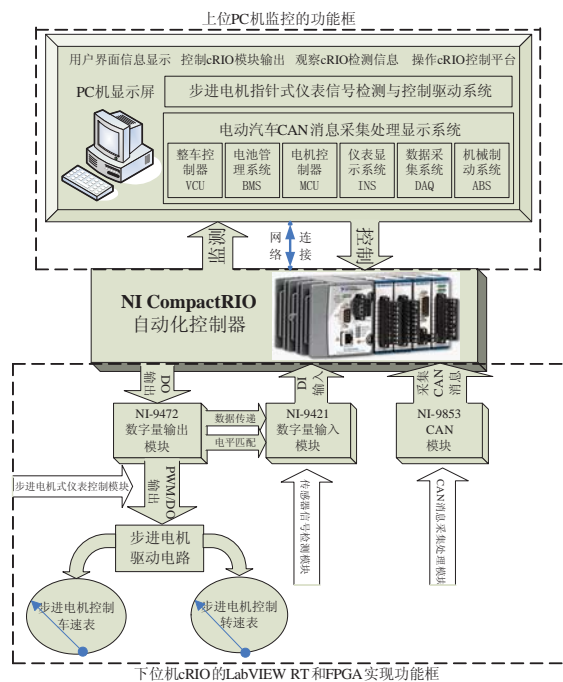 上位PC机监控的功能框
用户界面信息显示 控制cRIO模块输出 观察cRIO检测信息 操作cRIO控制平台
PC机显示屏
步进电机指针式仪表信号检测与控制驱动系统
电动汽车CAN消息采集处理显示系统
整车控
制器
VCU
电池管
理系统
BMS
电机控
制器
MCU
仪表显
示系统
INS
数据采
集系统
DAQ
机械制
动系统
ABS
监测
网 连
络 接
控制
NI CompactRIO
自动化控制器
DO
输出
DI
输入
采集
CAN
消息
NI-9472
数字量输出
模块
数据传递
电平匹配
NI-9421
数字量输入
模块
NI-9853
CAN
模块
步进电机式仪表控制模块
PWM/DO
输出
传感器信号检测模块
CAN消息采集处理模块
步进电机
驱动电路
步进电机控制
车速表
步进电机控制
转速表
下位机cRIO的LabVIEW RT和FPGA实现功能框